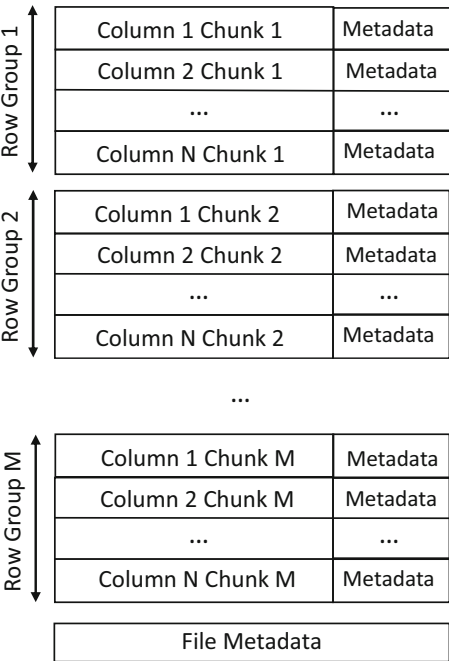 Row Group 1
Column 1 Chunk 1 Metadata
Column 2 Chunk 1 Metadata
... ...
Column N Chunk 1 Metadata
Row Group 2
Column 1 Chunk 2 Metadata
Column 2 Chunk 2 Metadata
... ...
Column N Chunk 2 Metadata
...
Row Group M
Column 1 Chunk M Metadata
Column 2 Chunk M Metadata
... ...
Column N Chunk M Metadata
File Metadata